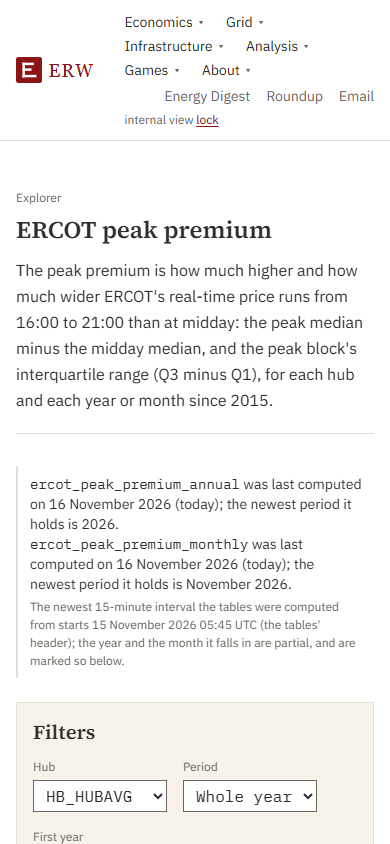 Economics ▾ Grid ▾
Infrastructure ▾ Analysis ▾
E ERW
Games ▾ About ▾
Energy Digest Roundup Email
internal view lock
Explorer
ERCOT peak premium
The peak premium is how much higher and how
much wider ERCOT's real-time price runs from
16:00 to 21:00 than at midday: the peak median
minus the midday median, and the peak block's
interquartile range (Q3 minus Q1), for each hub
and each year or month since 2015.
ercot_peak_premium_annual was last computed
on 16 November 2026 (today); the newest period it
holds is 2026.
ercot_peak_premium_monthly was last
computed on 16 November 2026 (today); the
newest period it holds is November 2026.
The newest 15-minute interval the tables were computed
from starts 15 November 2026 05:45 UTC (the tables'
header); the year and the month it falls in are partial, and are
marked so below.
Filters
Hub Period
HB_HUBAVG Whole year
First year